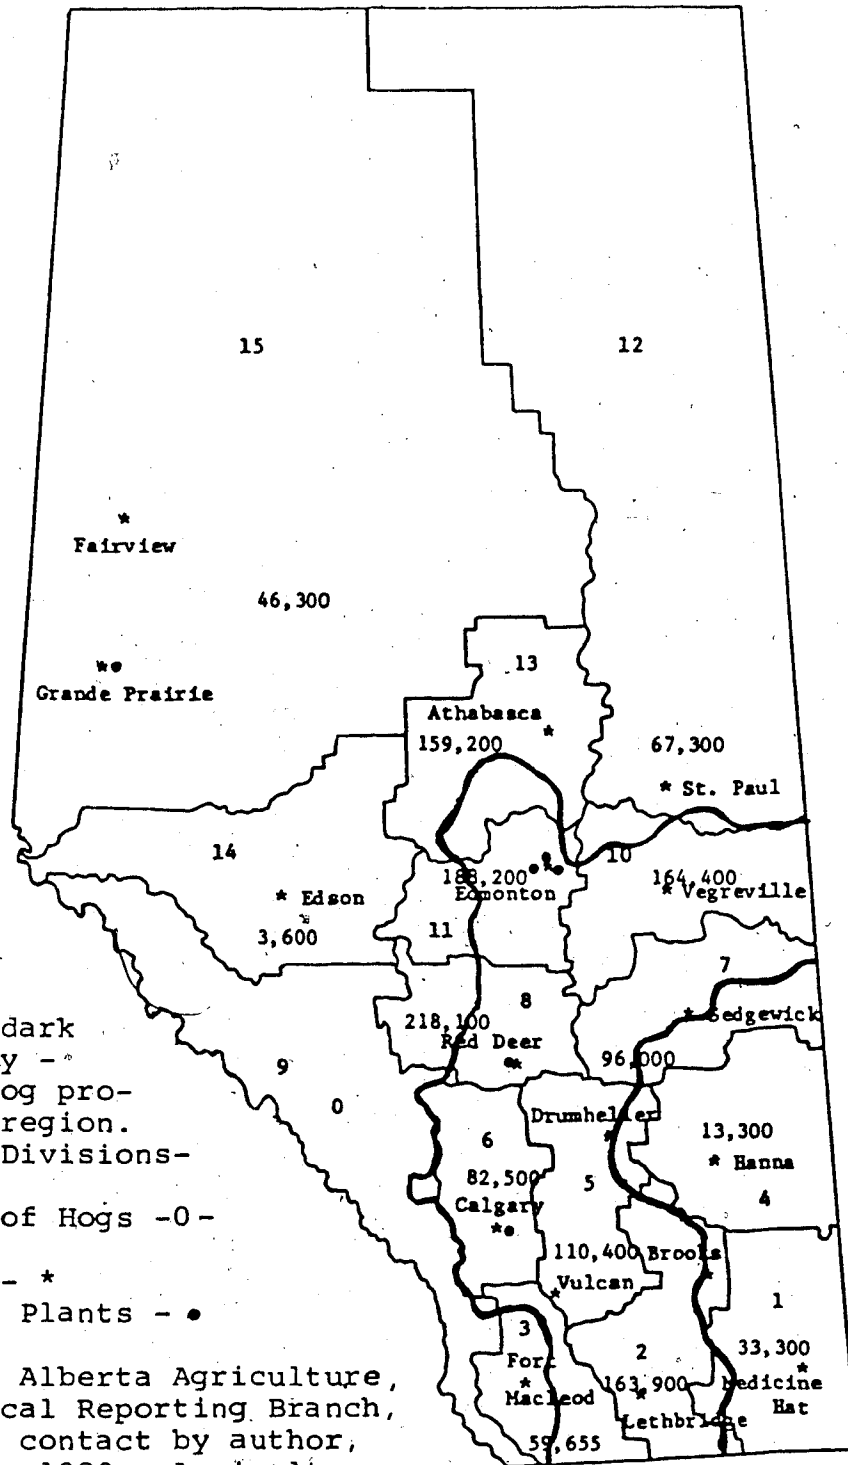 15
12
Fairview
46,300
13
Grande Prairie
Athabasca
159,200
67,300
* St. Paul
14
10
188,200
164,400
Edmonton
* Vegreville
* Edson
11
3,600
7
8
dark
218,100
* Sedgewick
y -
Red Deer
96,000
og pro-
9
region.
0
Drumheller
Divisions-
6
13,300
82,500
5
* Hanna
of Hogs -0-
Calgary
4
110,400
Brooks
- *
Vulcan
1
Plants - ●
3
2
33,300
Fort
Alberta Agriculture,
163,900
Medicine
Macleod
Hat
cal Reporting Branch,
Lethbridge
contact by author,
59,655